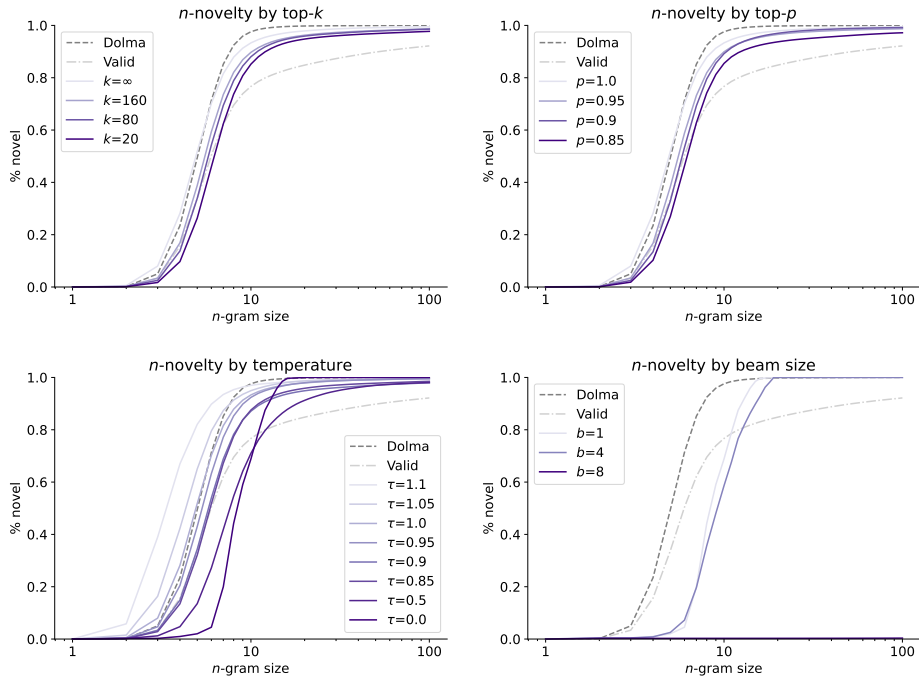 n-novelty by top-k
% novel
1.0
0.8
0.6
0.4
0.2
0.0
Dolma
Valid
k=∞
k=160
k=80
k=20
1 10 100
n-gram size
n-novelty by top-p
% novel
1.0
0.8
0.6
0.4
0.2
0.0
Dolma
Valid
p=1.0
p=0.95
p=0.9
p=0.85
1 10 100
n-gram size
n-novelty by temperature
% novel
1.0
0.8
0.6
0.4
0.2
0.0
Dolma
Valid
τ=1.1
τ=1.05
τ=1.0
τ=0.95
τ=0.9
τ=0.85
τ=0.5
τ=0.0
1 10 100
n-gram size
n-novelty by beam size
% novel
1.0
0.8
0.6
0.4
0.2
0.0
Dolma
Valid
b=1
b=4
b=8
1 10 100
n-gram size